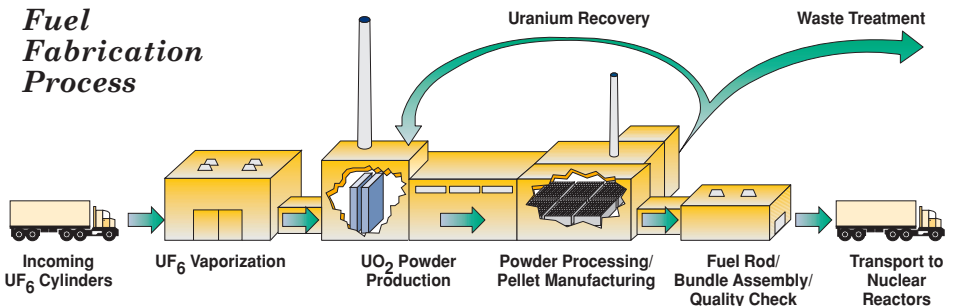 Fuel
Fabrication
Process
Uranium Recovery
Waste Treatment
Incoming
UF6 Cylinders
UF6 Vaporization
UO2 Powder
Production
Powder Processing/
Pellet Manufacturing
Fuel Rod/
Bundle Assembly/
Quality Check
Transport to
Nuclear
Reactors